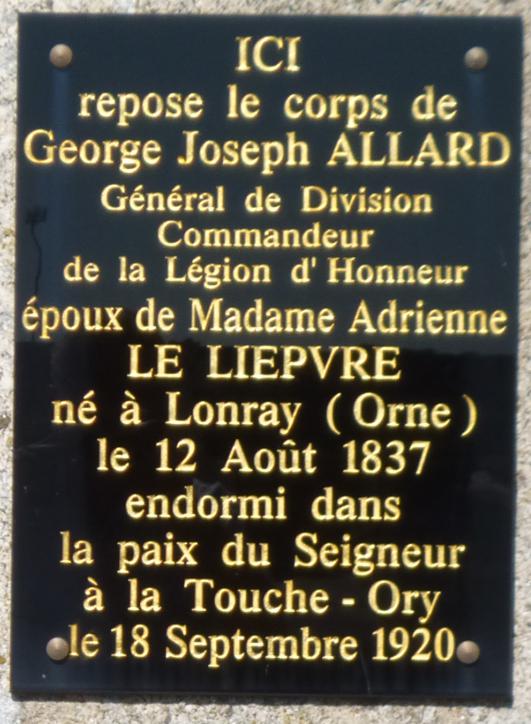 ICI
repose le corps de
George Joseph ALLARD
Général de Division
Commandeur
de la Légion d'Honneur
époux de Madame Adrienne
LE LIEPVRE
né à Lonray (Orne)
le 12 Août 1837
endormi dans
la paix du Seigneur
à la Touche-Ory
le 18 Septembre 1920